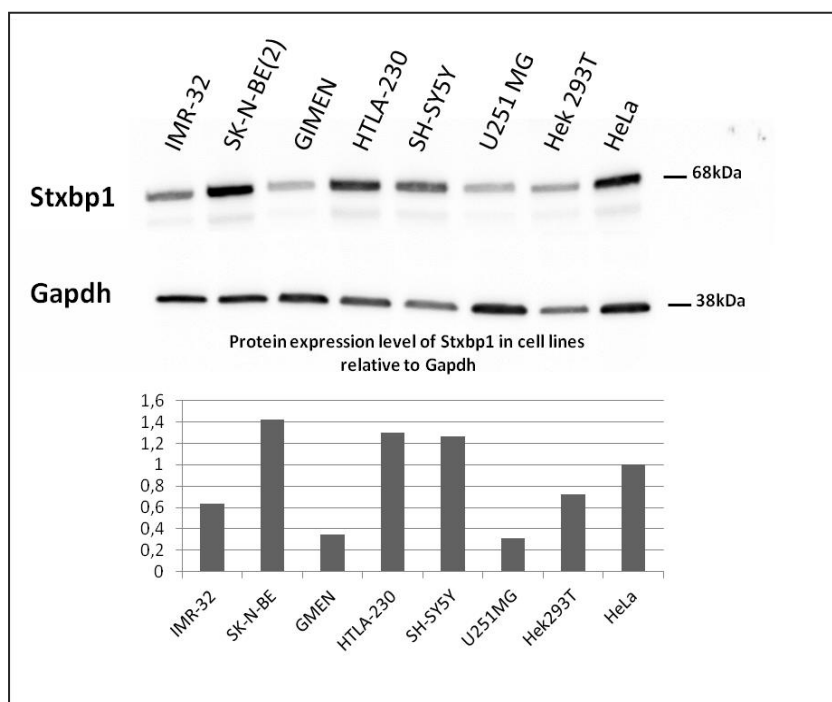 IMR-32
SK-N-BE(2)
GIMEN
HTLA-230
SH-SY5Y
U251 MG
Hek 293T
HeLa
68kDa
Stxbp1
Gapdh
38kDa
Protein expression level of Stxbp1 in cell lines
relative to Gapdh
1,6
1,4
1,2
1
0,8
0,6
0,4
0,2
0
IMR-32
SK-N-BE
GMEN
HTLA-230
SH-SY5Y
U251MG
Hek293T
HeLa